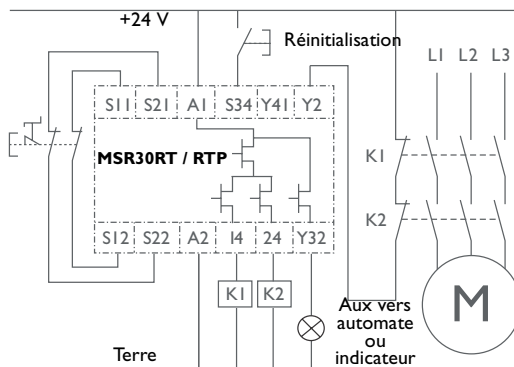 +24 V
Réinitialisation
L1 L2 L3
S11 S21 A1 S34 Y41 Y2
MSR30RT / RTP
K1
K2
S12 S22 A2 14 24 Y32
K1 K2
M
Aux vers
automate
ou
indicateur
Terre